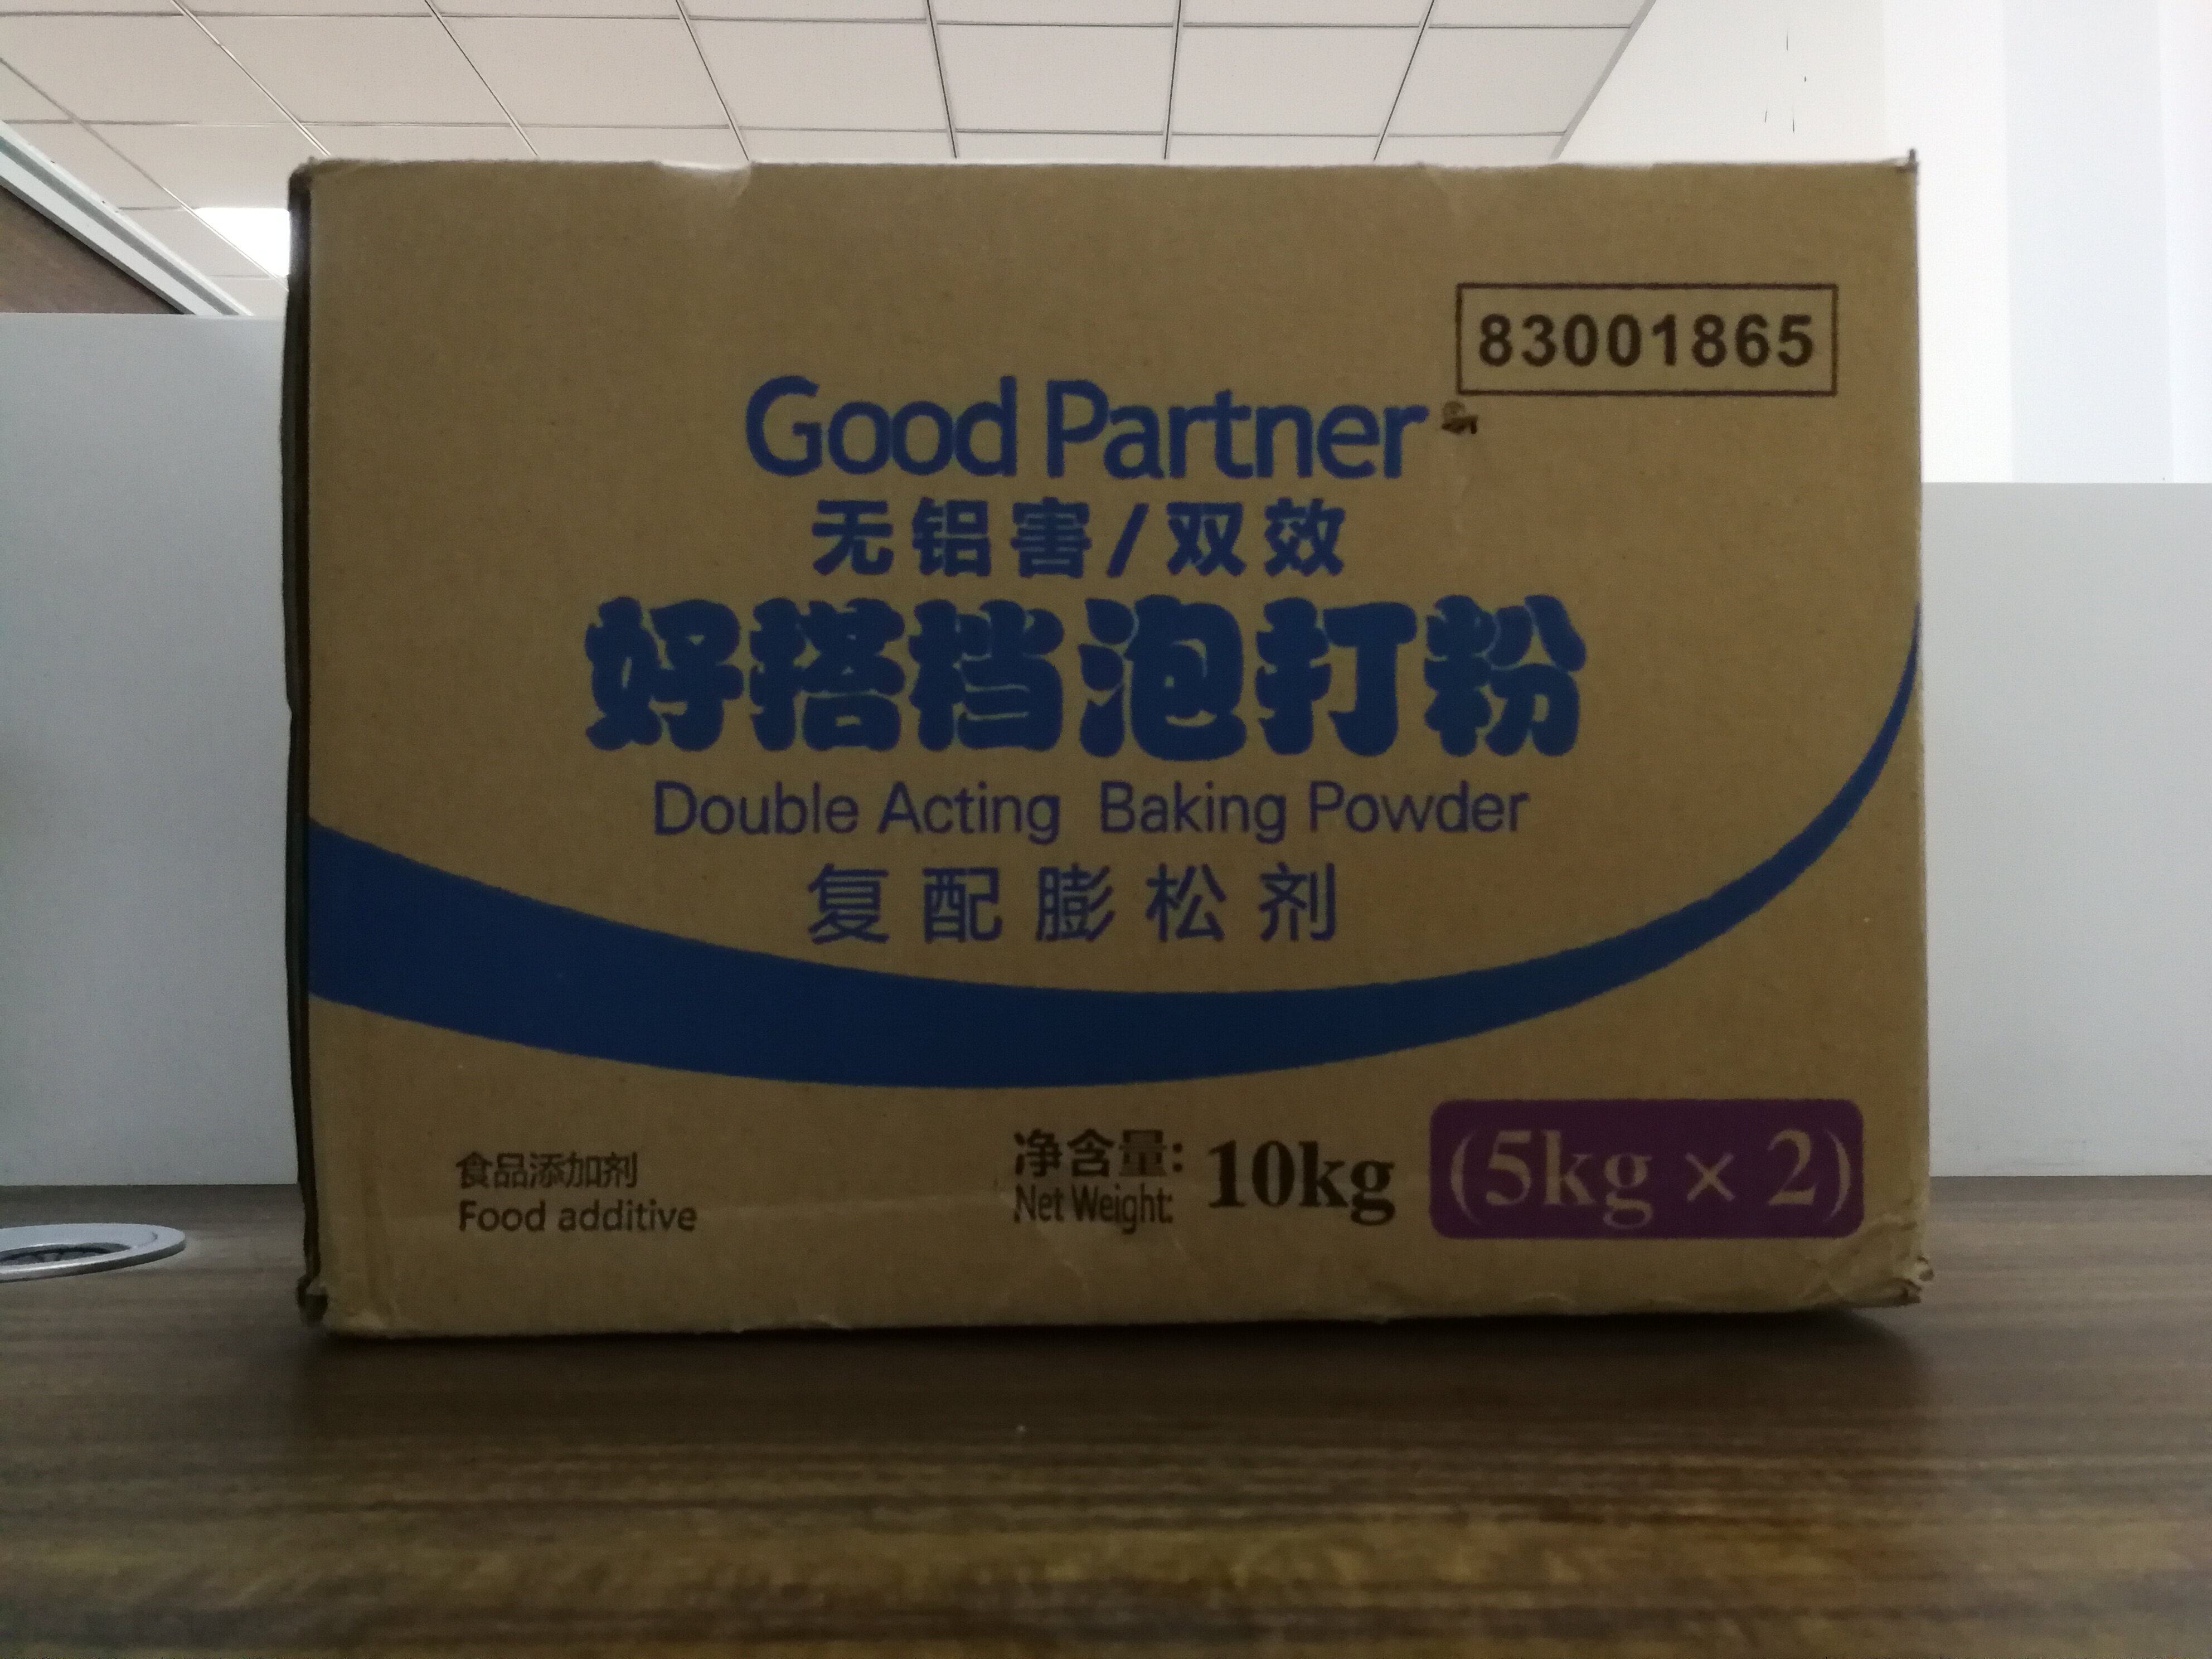 83001865
Good Partner
无铝害/双效
好搭档泡打粉
Double Acting Baking Powder
复配膨松剂
食品添加剂
Food additive
净含量: 10kg (5kg × 2)
Net Weight: